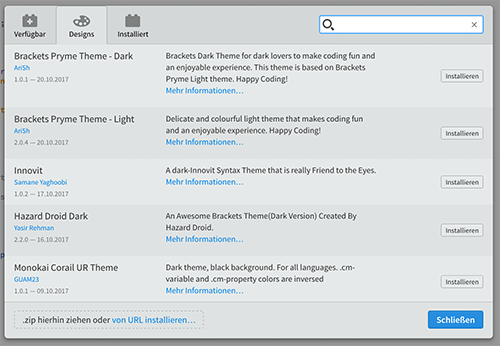 Verfügbar
Designs
Installiert
Brackets Pryme Theme - Dark
AriSh
1.0.1 — 20.10.2017
Brackets Dark Theme for dark lovers to make coding fun and
an enjoyable experience. This theme is based on Brackets
Pryme Light theme. Happy Coding!
Mehr Informationen…
Installieren
Brackets Pryme Theme - Light
AriSh
2.0.4 — 20.10.2017
Delicate and colourful light theme that makes coding fun
and an enjoyable experience. Happy Coding!
Mehr Informationen…
Installieren
Innovit
Samane Yaghoobi
1.0.2 — 17.10.2017
A dark-Innovit Syntax Theme that is really Friend to the Eyes.
Mehr Informationen…
Installieren
Hazard Droid Dark
Yasir Rehman
2.2.0 — 16.10.2017
An Awesome Brackets Theme(Dark Version) Created By
Hazard Droid.
Mehr Informationen…
Installieren
Monokai Corail UR Theme
GUAM23
1.0.1 — 09.10.2017
Dark theme, black background. For all languages. .cm-
variable and .cm-property colors are inversed
Mehr Informationen…
Installieren
.zip hierhin ziehen oder von URL installieren…
Schließen